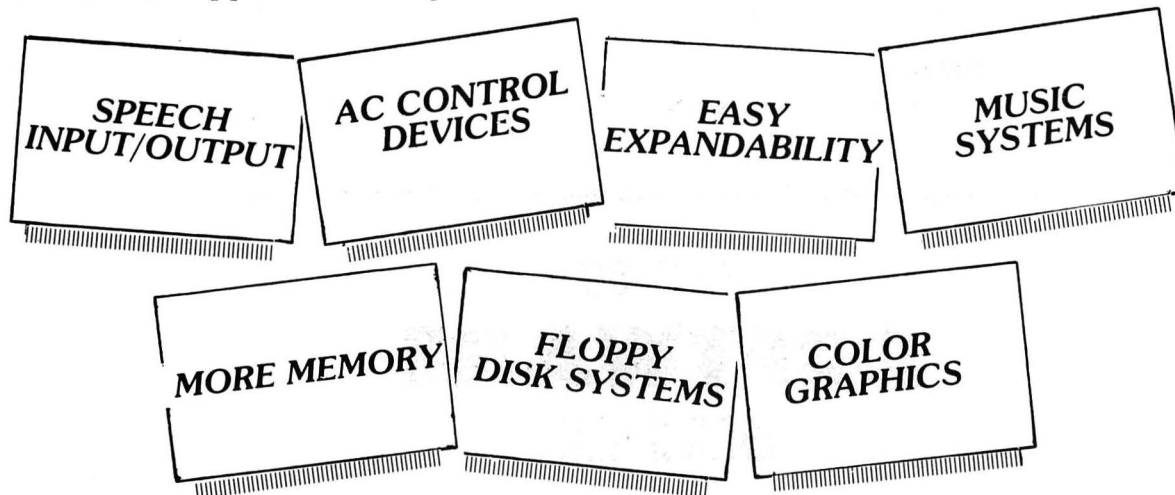 SPEECH
INPUT/OUTPUT
AC CONTROL
DEVICES
EASY
EXPANDABILITY
MUSIC
SYSTEMS
MORE MEMORY
FLOPPY
DISK SYSTEMS
COLOR
GRAPHICS